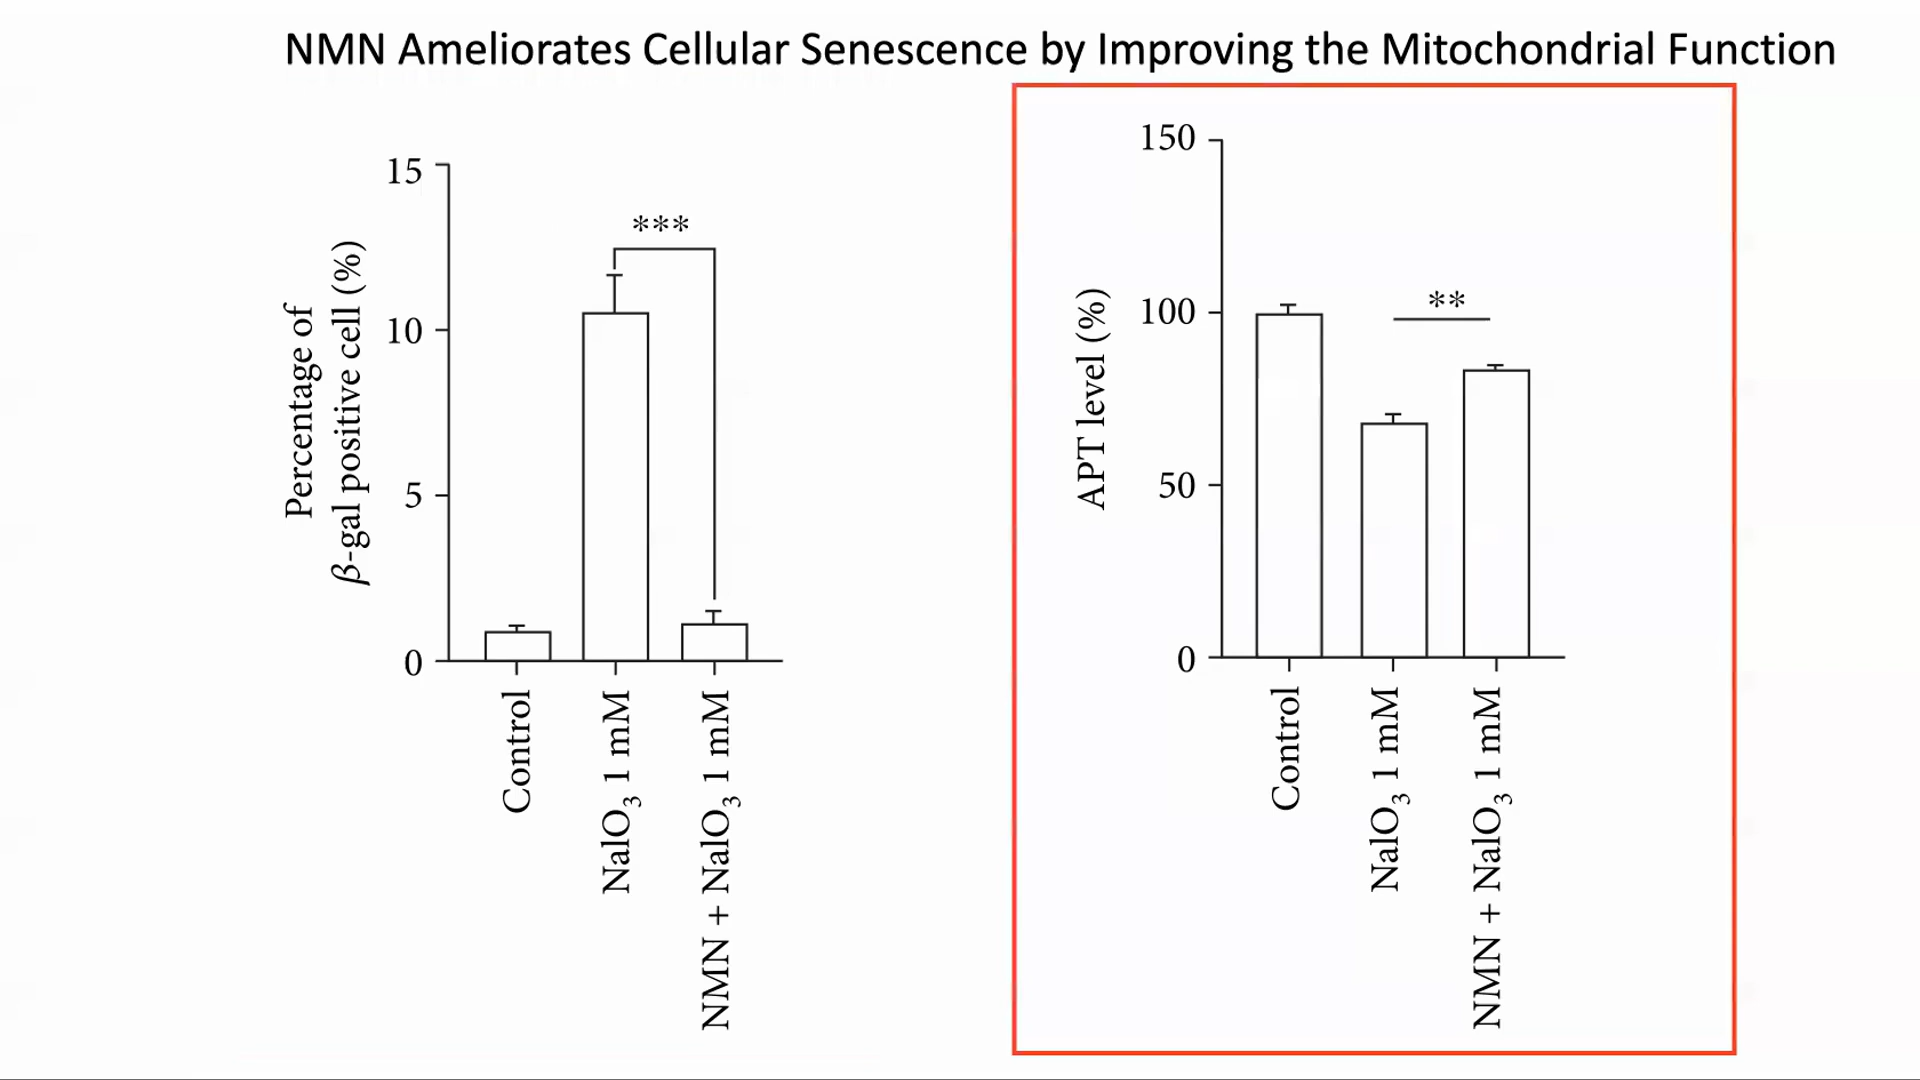 NMN Ameliorates Cellular Senescence by Improving the Mitochondrial Function
Percentage of
β-gal positive cell (%)
15
10
5
0
***
Control
NaIO3 1 mM
NMN + NaIO3 1 mM
APT level (%)
150
100
50
0
**
Control
NaIO3 1 mM
NMN + NaIO3 1 mM